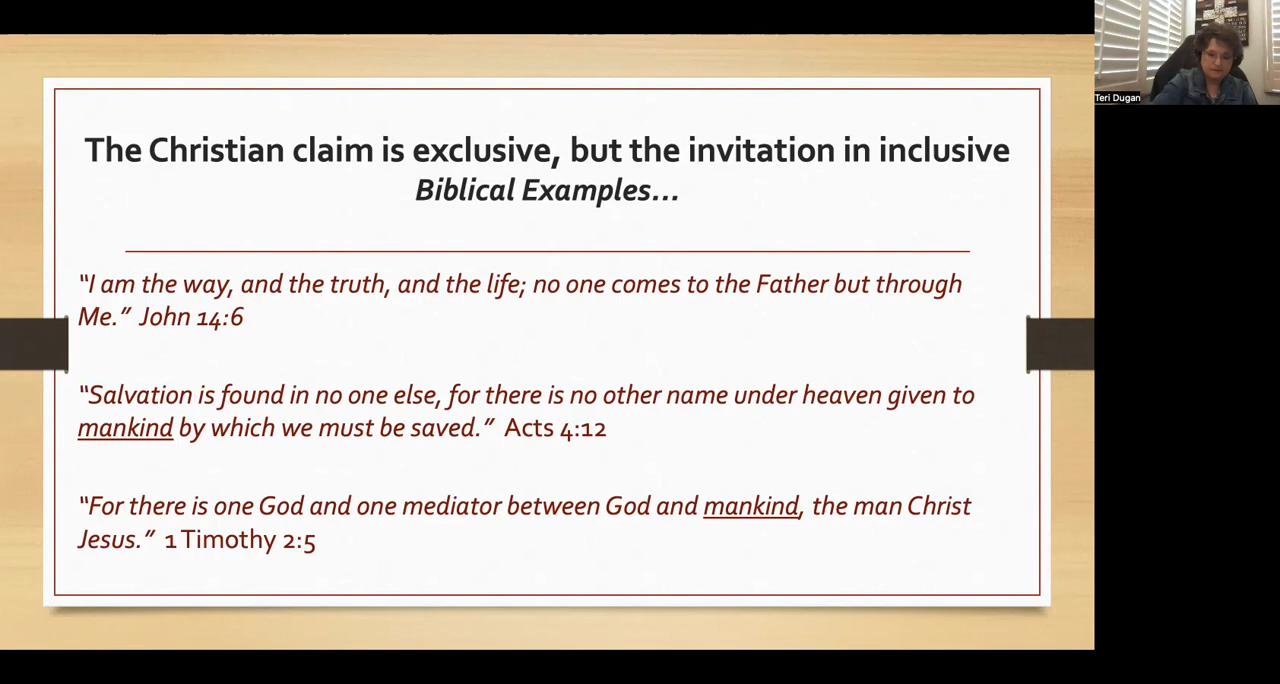 The Christian claim is exclusive, but the invitation in inclusive
Biblical Examples...
“I am the way, and the truth, and the life; no one comes to the Father but through
Me.” John 14:6
“Salvation is found in no one else, for there is no other name under heaven given to
mankind by which we must be saved.” Acts 4:12
“For there is one God and one mediator between God and mankind, the man Christ
Jesus.” 1 Timothy 2:5
Teri Dugan